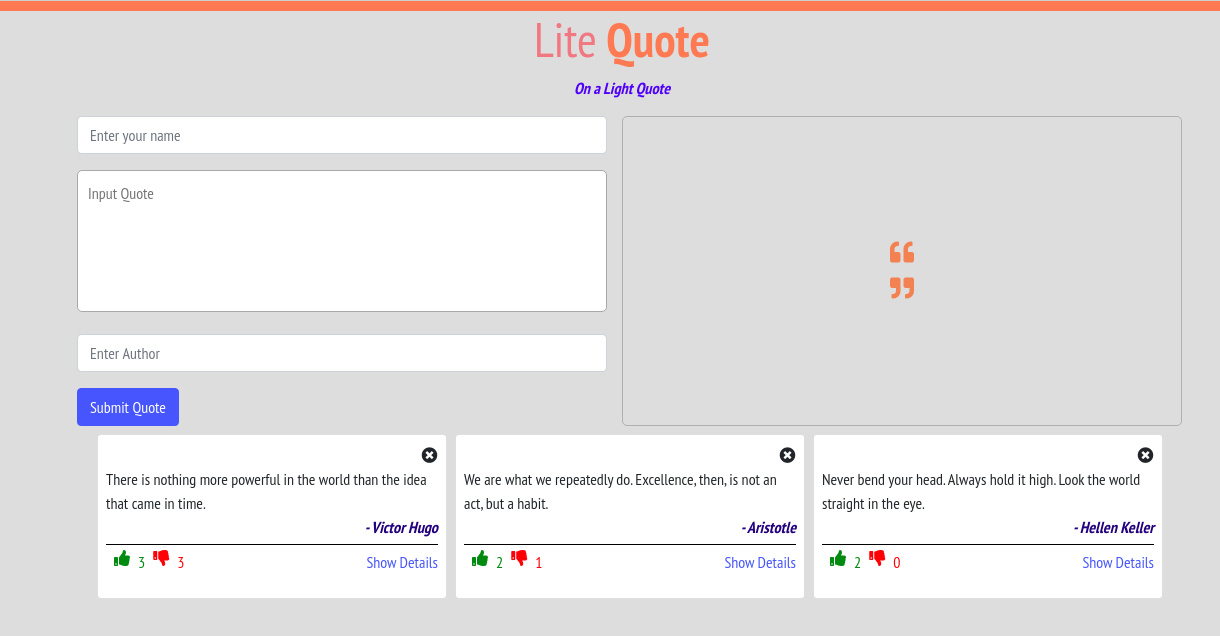 Lite Quote
On a Light Quote
Enter your name
Input Quote
Enter Author
Submit Quote
“
”
There is nothing more powerful in the world than the idea
that came in time.
- Victor Hugo
3 3 Show Details
We are what we repeatedly do. Excellence, then, is not an
act, but a habit.
- Aristotle
2 1 Show Details
Never bend your head. Always hold it high. Look the world
straight in the eye.
- Hellen Keller
2 0 Show Details